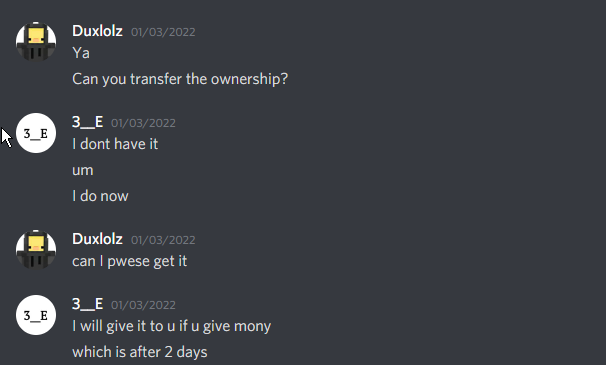 Duxlolz 01/03/2022
Ya
Can you transfer the ownership?
3__E 01/03/2022
3__E
I dont have it
um
I do now
Duxlolz 01/03/2022
can I pwese get it
3__E 01/03/2022
3__E
I will give it to u if u give mony
which is after 2 days